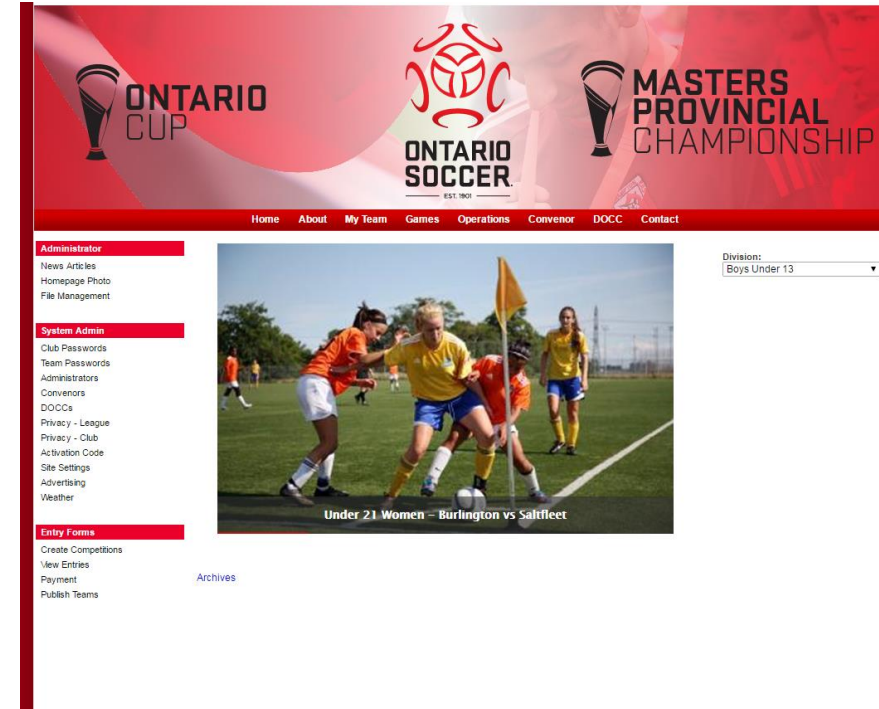 ONTARIO
CUP
ONTARIO
SOCCER
EST. 1901
MASTERS
PROVINCIAL
CHAMPIONSHIP
Home About My Team Games Operations Convenor DOCC Contact
Administrator
News Articles
Homepage Photo
File Management
System Admin
Club Passwords
Team Passwords
Administrators
Convenors
DOCCs
Privacy - League
Privacy - Club
Activation Code
Site Settings
Advertising
Weather
Entry Forms
Create Competitions
View Entries
Payment
Publish Teams
Under 21 Women – Burlington vs Saltfleet
Archives
Division:
Boys Under 13